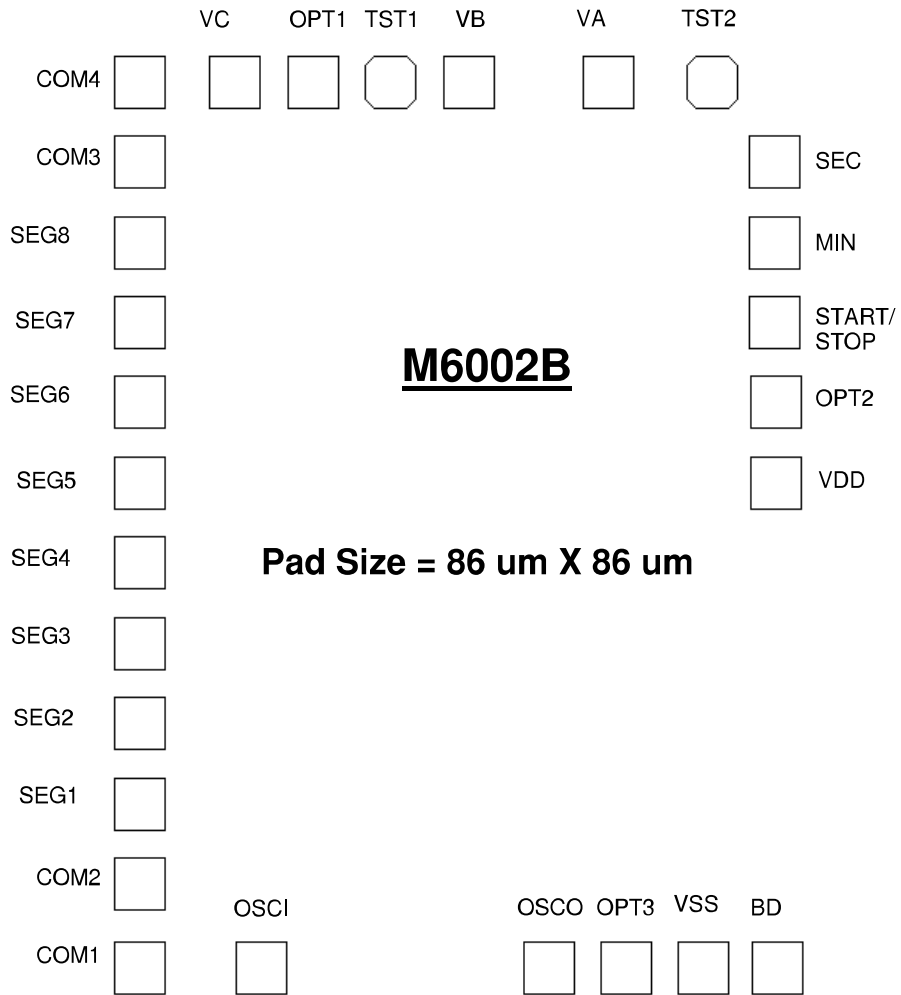 VC OPT1 TST1 VB VA TST2
COM4
COM3
SEC
SEG8
MIN
SEG7
START/
STOP
M6002B
SEG6
OPT2
SEG5
VDD
SEG4
Pad Size = 86 um X 86 um
SEG3
SEG2
SEG1
COM2
OSCI OSCO OPT3 VSS BD
COM1